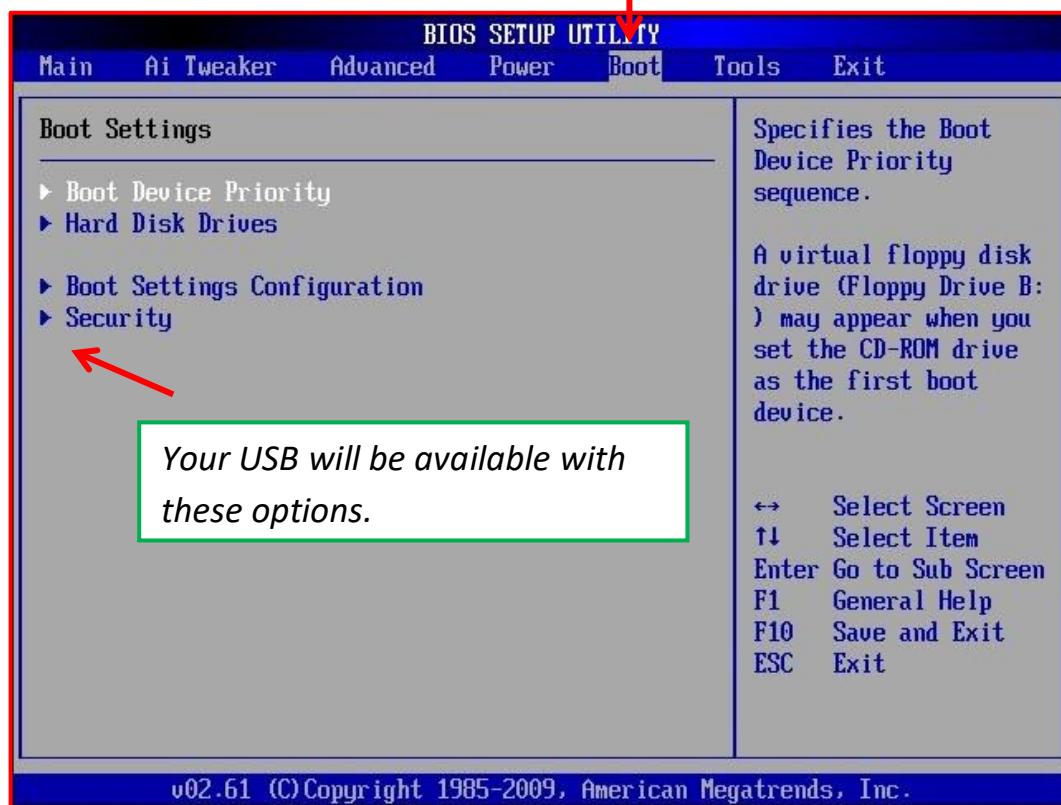 BIOS SETUP UTILITY
Main Ai Tweaker Advanced Power Boot Tools Exit
Boot Settings
▶ Boot Device Priority
▶ Hard Disk Drives
▶ Boot Settings Configuration
▶ Security
Your USB will be available with
these options.
Specifies the Boot
Device Priority
sequence.
A virtual floppy disk
drive (Floppy Drive B:
) may appear when you
set the CD-ROM drive
as the first boot
device.
↔ Select Screen
↑↓ Select Item
Enter Go to Sub Screen
F1 General Help
F10 Save and Exit
ESC Exit
v02.61 (C)Copyright 1985-2009, American Megatrends, Inc.